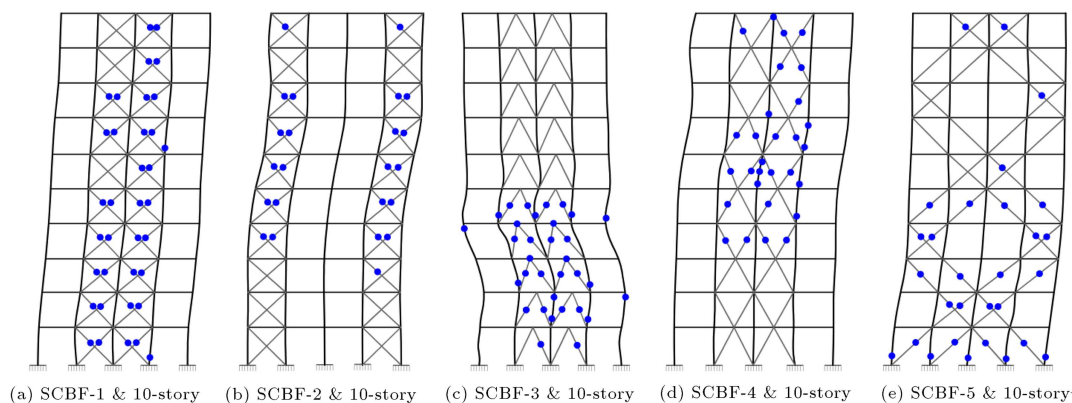 (a) SCBF-1 & 10-story
(b) SCBF-2 & 10-story
(c) SCBF-3 & 10-story
(d) SCBF-4 & 10-story
(e) SCBF-5 & 10-story